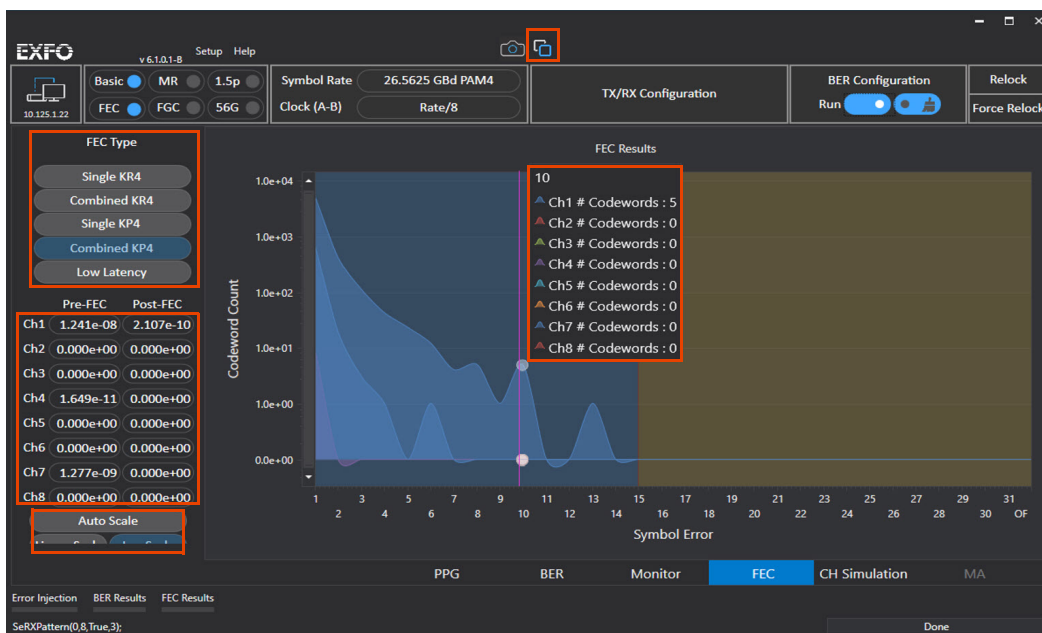 EXFO
v 6.1.0.1-B
Setup Help
10.125.1.22
Basic MR 1.5p
FEC FGC 56G
Symbol Rate 26.5625 GBd PAM4
Clock (A-B) Rate/8
TX/RX Configuration
BER Configuration
Run
Relock
Force Relock
FEC Type
Single KR4
Combined KR4
Single KP4
Combined KP4
Low Latency
Pre-FEC Post-FEC
Ch1 1.241e-08 2.107e-10
Ch2 0.000e+00 0.000e+00
Ch3 0.000e+00 0.000e+00
Ch4 1.649e-11 0.000e+00
Ch5 0.000e+00 0.000e+00
Ch6 0.000e+00 0.000e+00
Ch7 1.277e-09 0.000e+00
Ch8 0.000e+00 0.000e+00
Auto Scale
FEC Results
Codeword Count
1.0e+04
1.0e+03
1.0e+02
1.0e+01
1.0e+00
0.0e+00
10
Ch1 # Codewords : 5
Ch2 # Codewords : 0
Ch3 # Codewords : 0
Ch4 # Codewords : 0
Ch5 # Codewords : 0
Ch6 # Codewords : 0
Ch7 # Codewords : 0
Ch8 # Codewords : 0
1 3 5 7 9 11 13 15 17 19 21 23 25 27 29 31
2 4 6 8 10 12 14 16 18 20 22 24 26 28 30 OF
Symbol Error
PPG BER Monitor FEC CH Simulation MA
Error Injection BER Results FEC Results
SeRXPattern(0,8,True,3);
Done